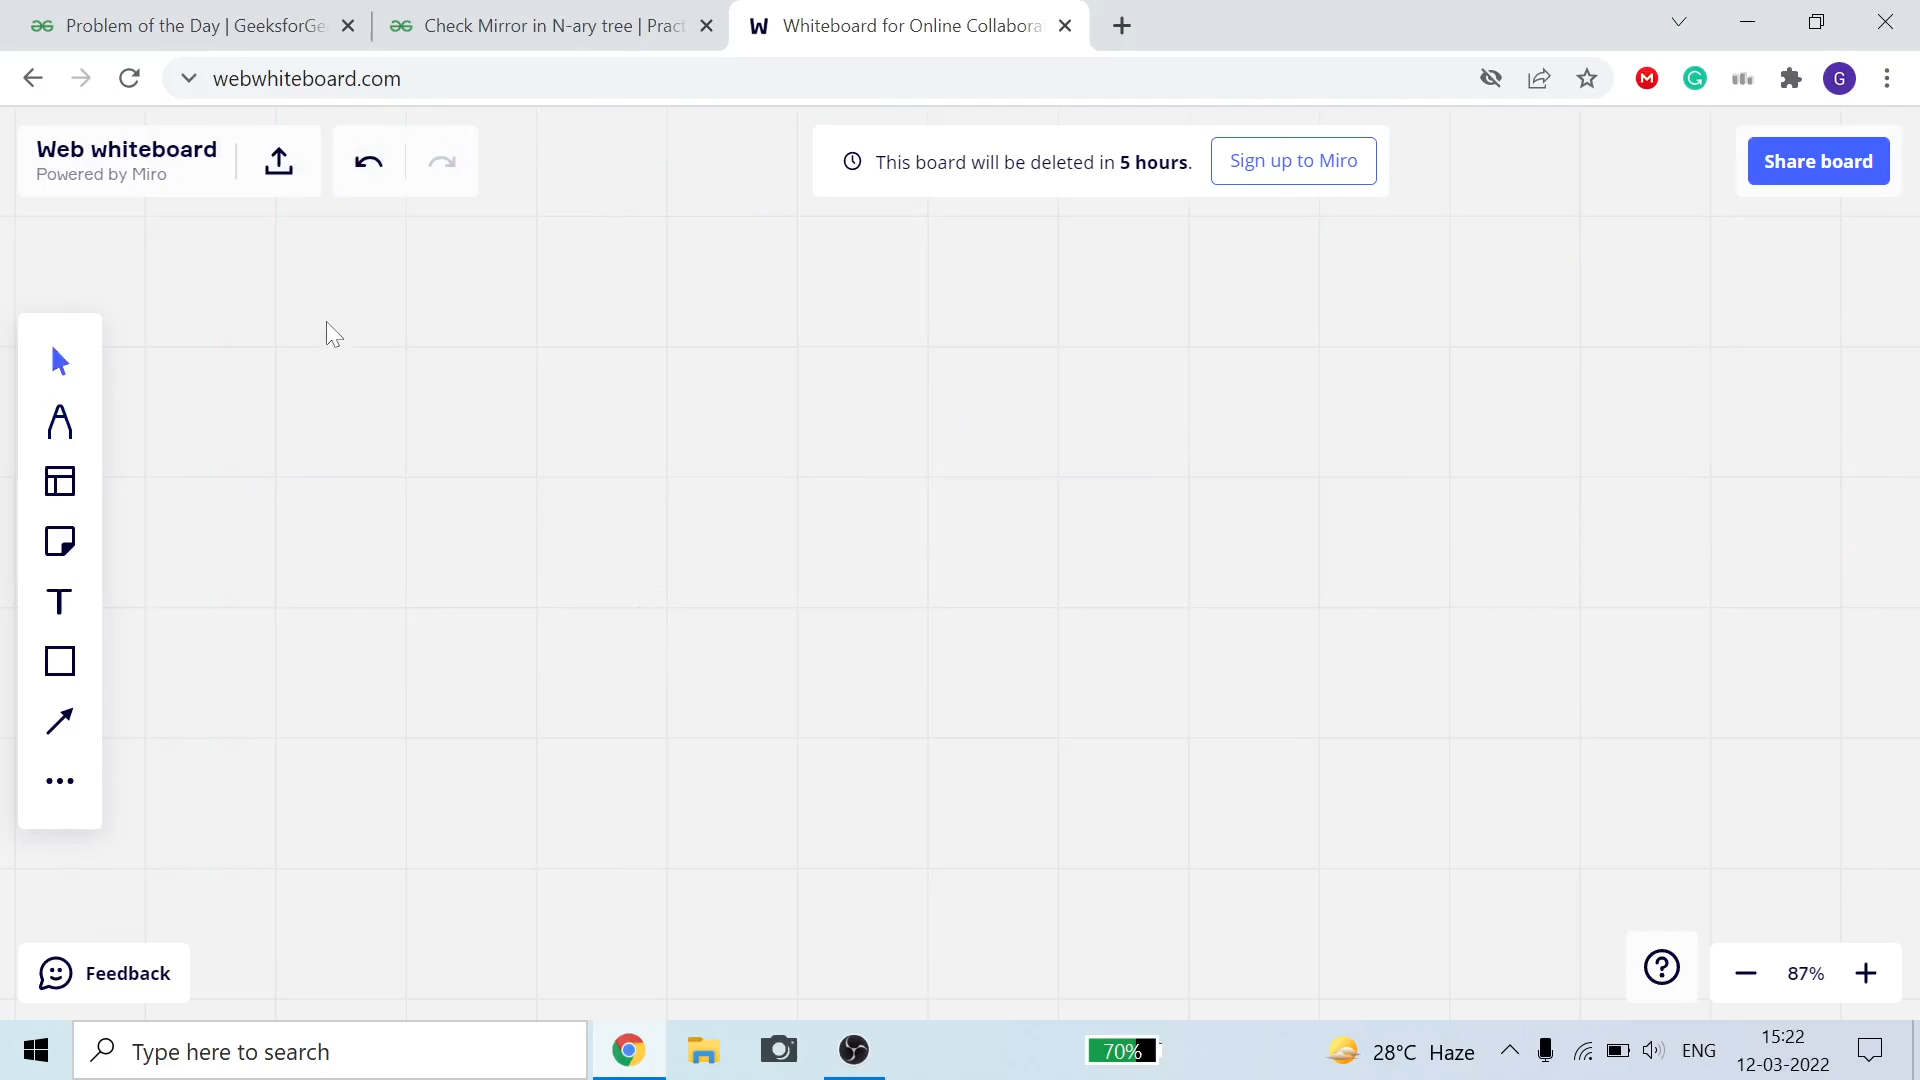 Problem of the Day | GeeksforGe
Check Mirror in N-ary tree | Pract
W Whiteboard for Online Collabora
webwhiteboard.com
M
G
G
Web whiteboard
Powered by Miro
This board will be deleted in 5 hours.
Sign up to Miro
Share board
T
Feedback
?
87%
Type here to search
70%
28°C Haze
ENG
15:22
12-03-2022